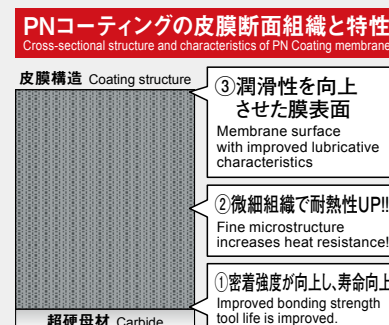 PNコーティングの皮膜断面組織と特性
Cross-sectional structure and characteristics of PN Coating membrane
皮膜構造 Coating structure
③潤滑性を向上
させた膜表面
Membrane surface
with improved lubricative
characteristics
②微細組織で耐熱性UP!!
Fine microstructure
increases heat resistance!
①密着強度が向上し、寿命向上
Improved bonding strength
tool life is improved.
超硬母材 Carbide